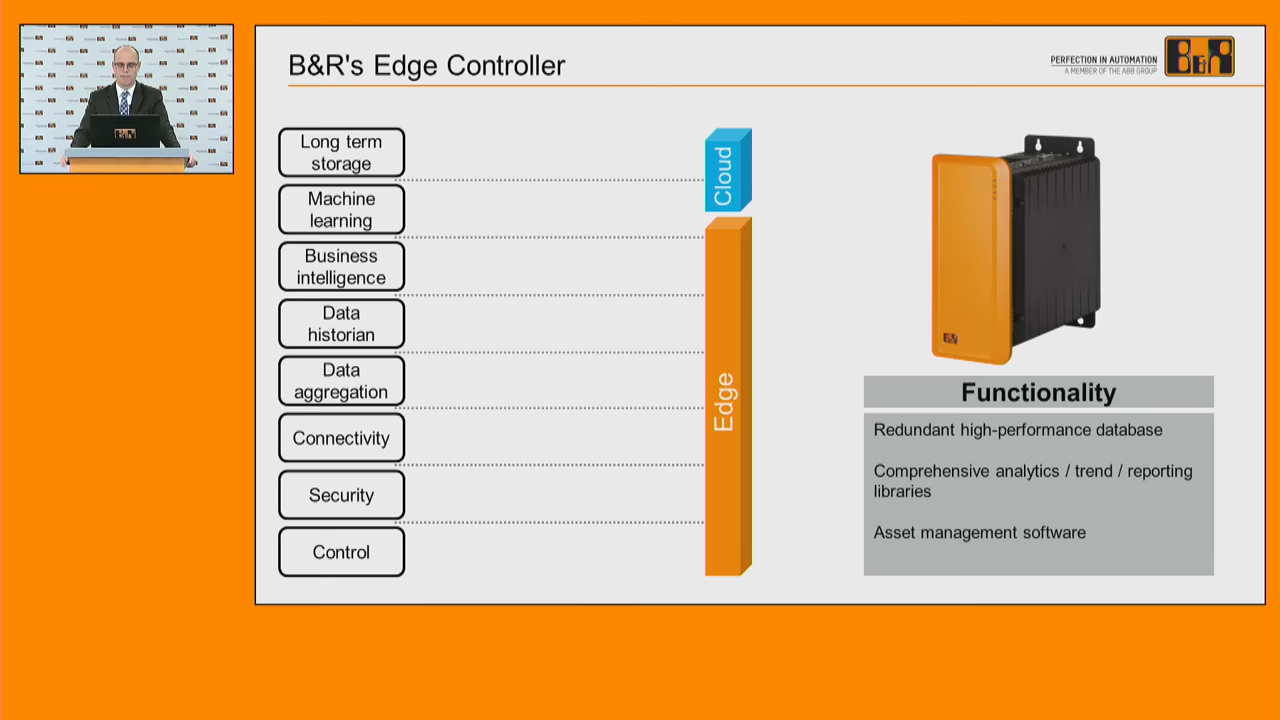 B&R's Edge Controller
PERFECTION IN AUTOMATION
A MEMBER OF THE ABB GROUP
B&R
Long term
storage
Machine
learning
Business
intelligence
Data
historian
Data
aggregation
Connectivity
Security
Control
Cloud
Edge
Functionality
Redundant high-performance database
Comprehensive analytics / trend / reporting
libraries
Asset management software